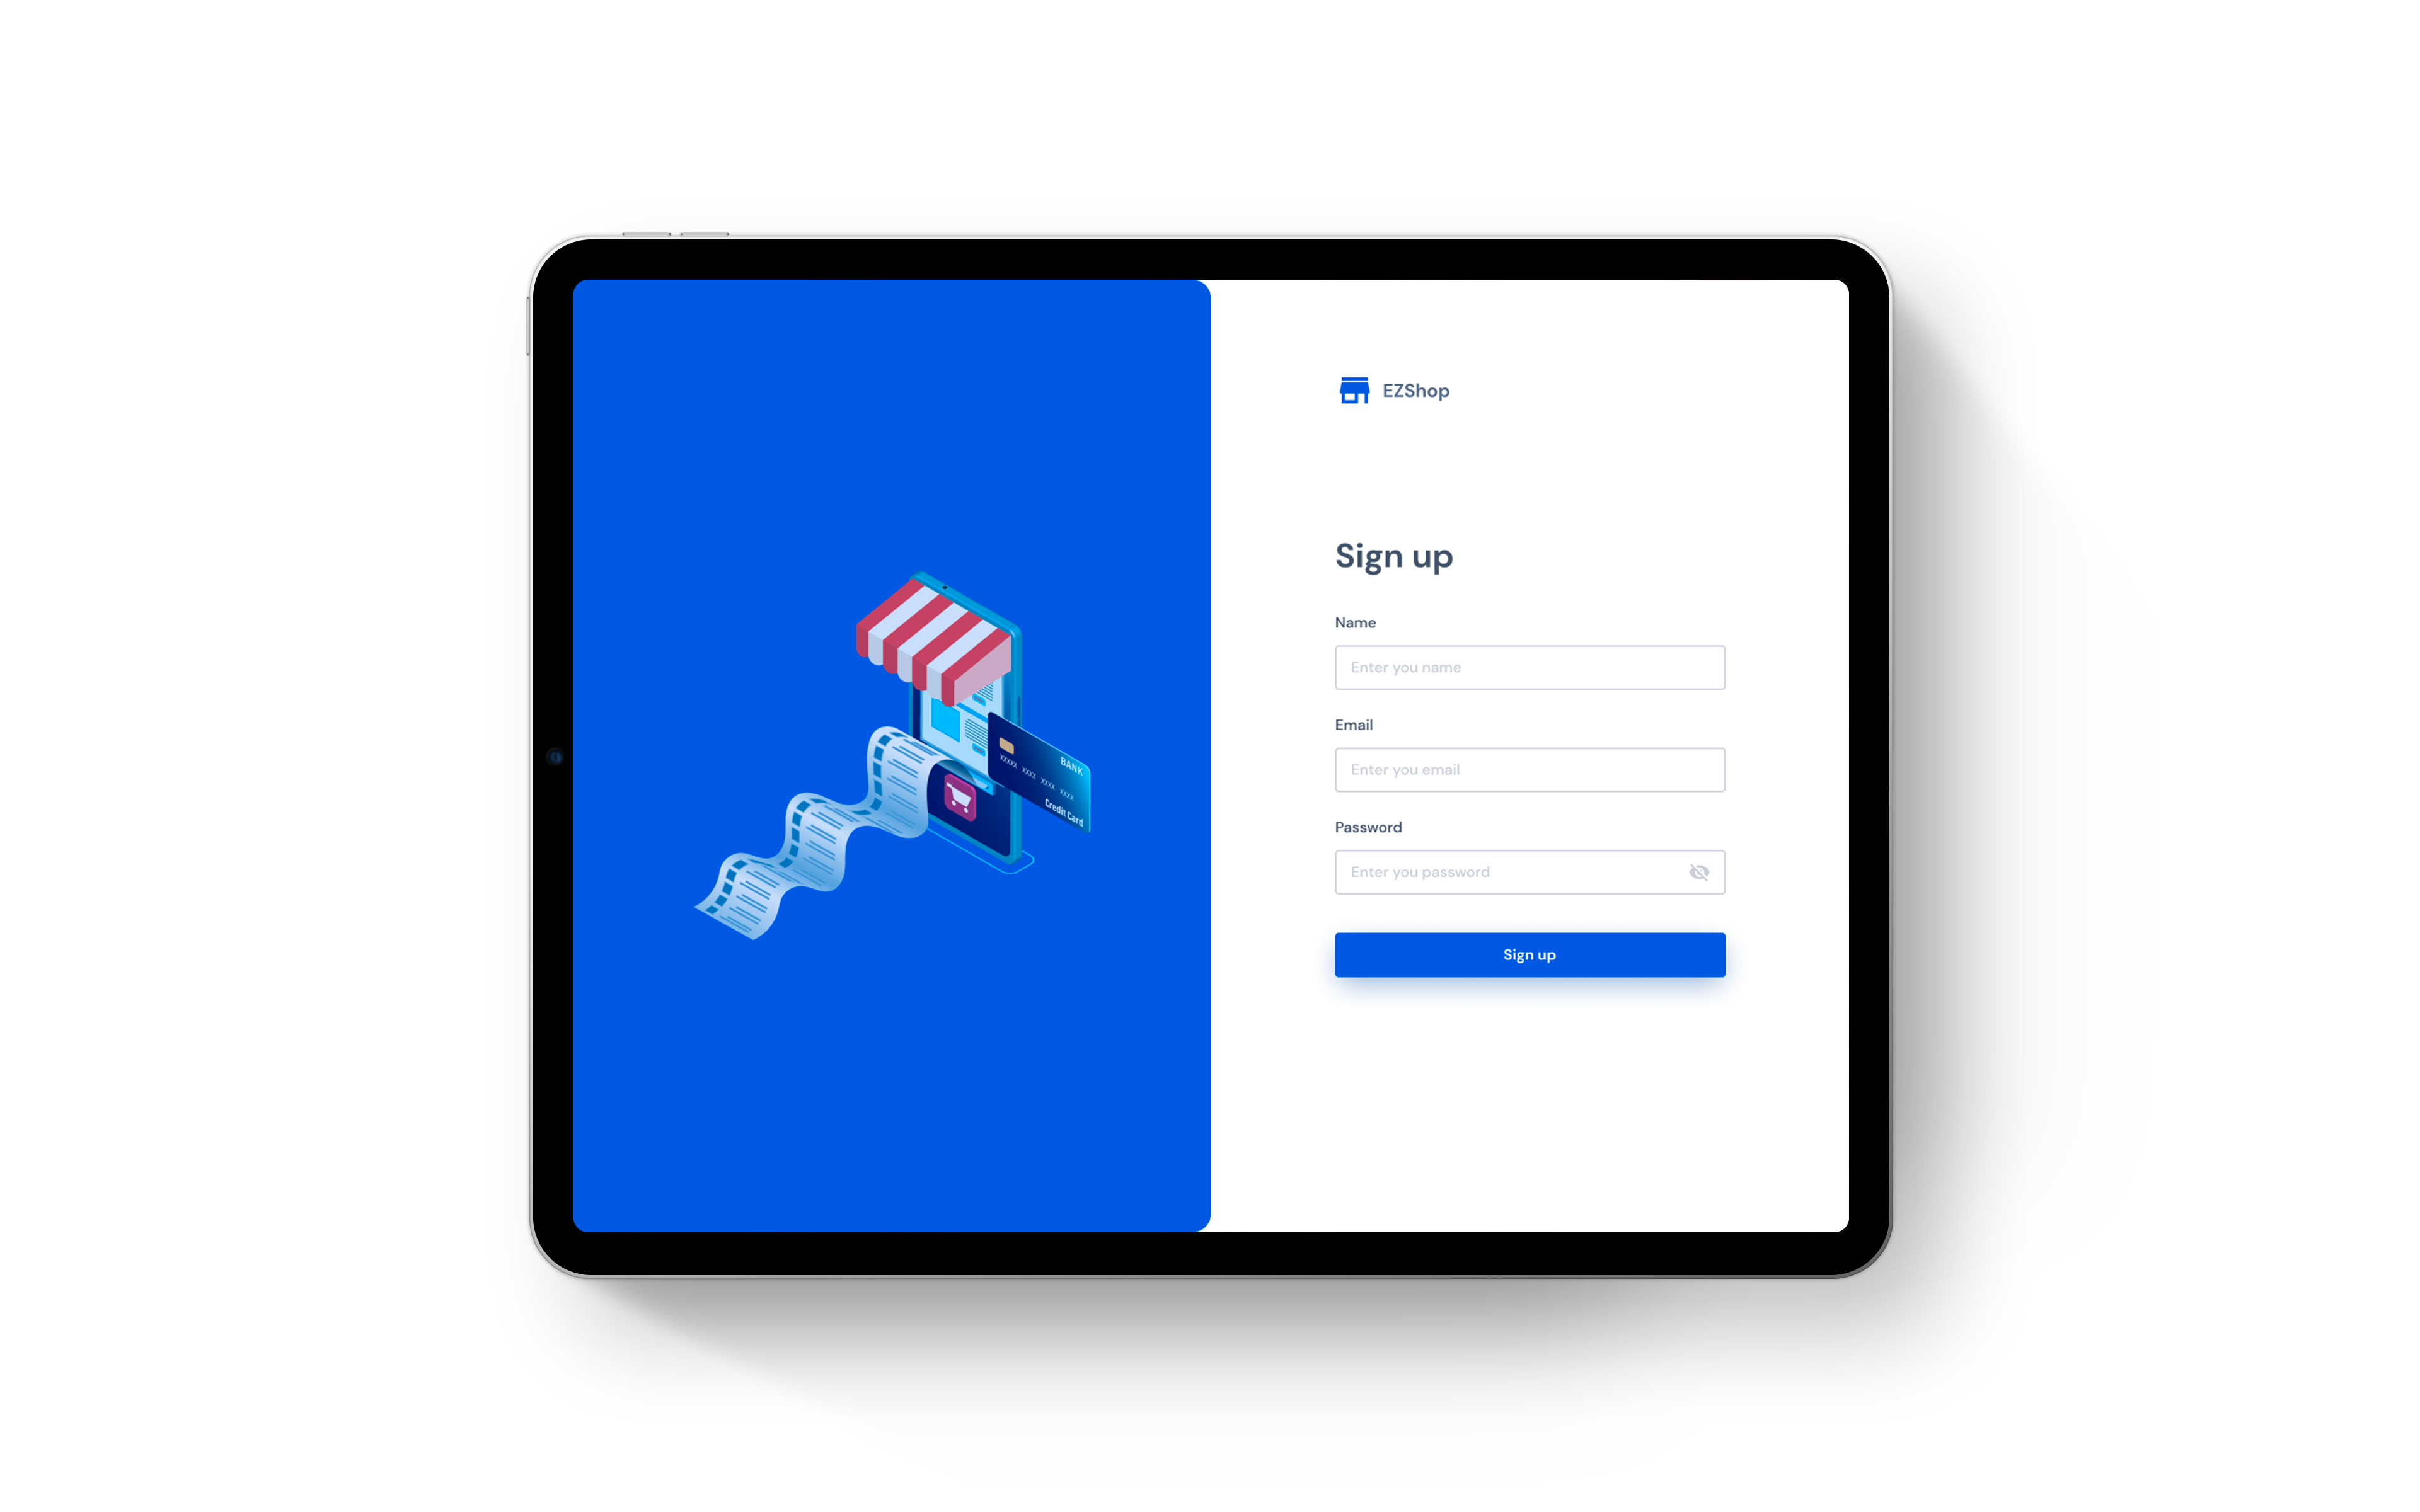 EZShop
Sign up
Name
Enter you name
Email
Enter you email
Password
Enter you password
Sign up
BANK
XXXXX XXXX XXXX XXXX
Credit Card